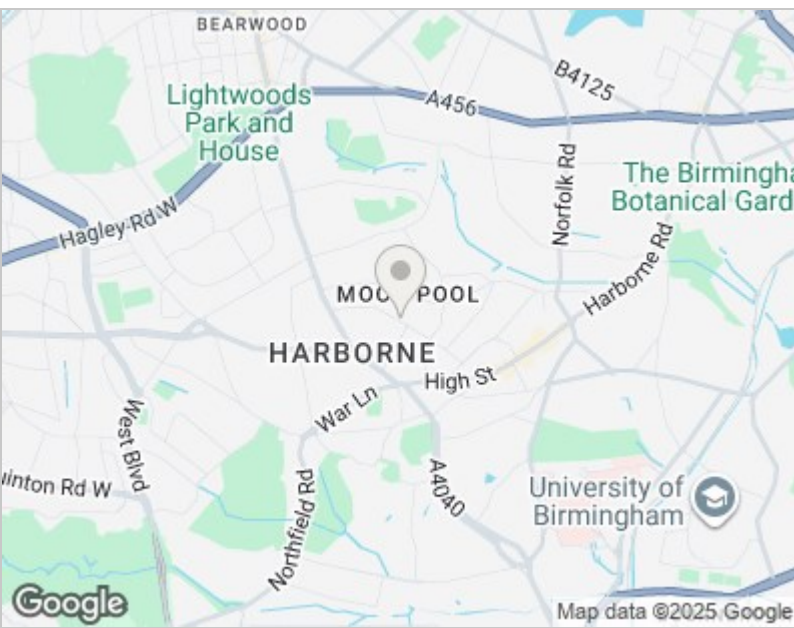 BEARWOOD
Lightwoods
Park and
House
A456
B4125
Norfolk Rd
The Birmingha
Botanical Gard
Hagley Rd W
Harborne Rd
MOO POOL
HARBORNE
High St
War Ln
West Blvd
uinton Rd W
A4040
Northfield Rd
University of
Birmingham
Google
Map data ©2025 Google